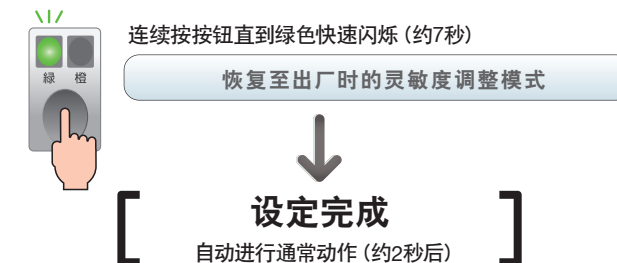 连续按按钮直到绿色快速闪烁（约7秒）
緑 橙
恢复至出厂时的灵敏度调整模式
设定完成
自动进行通常动作（约2秒后）